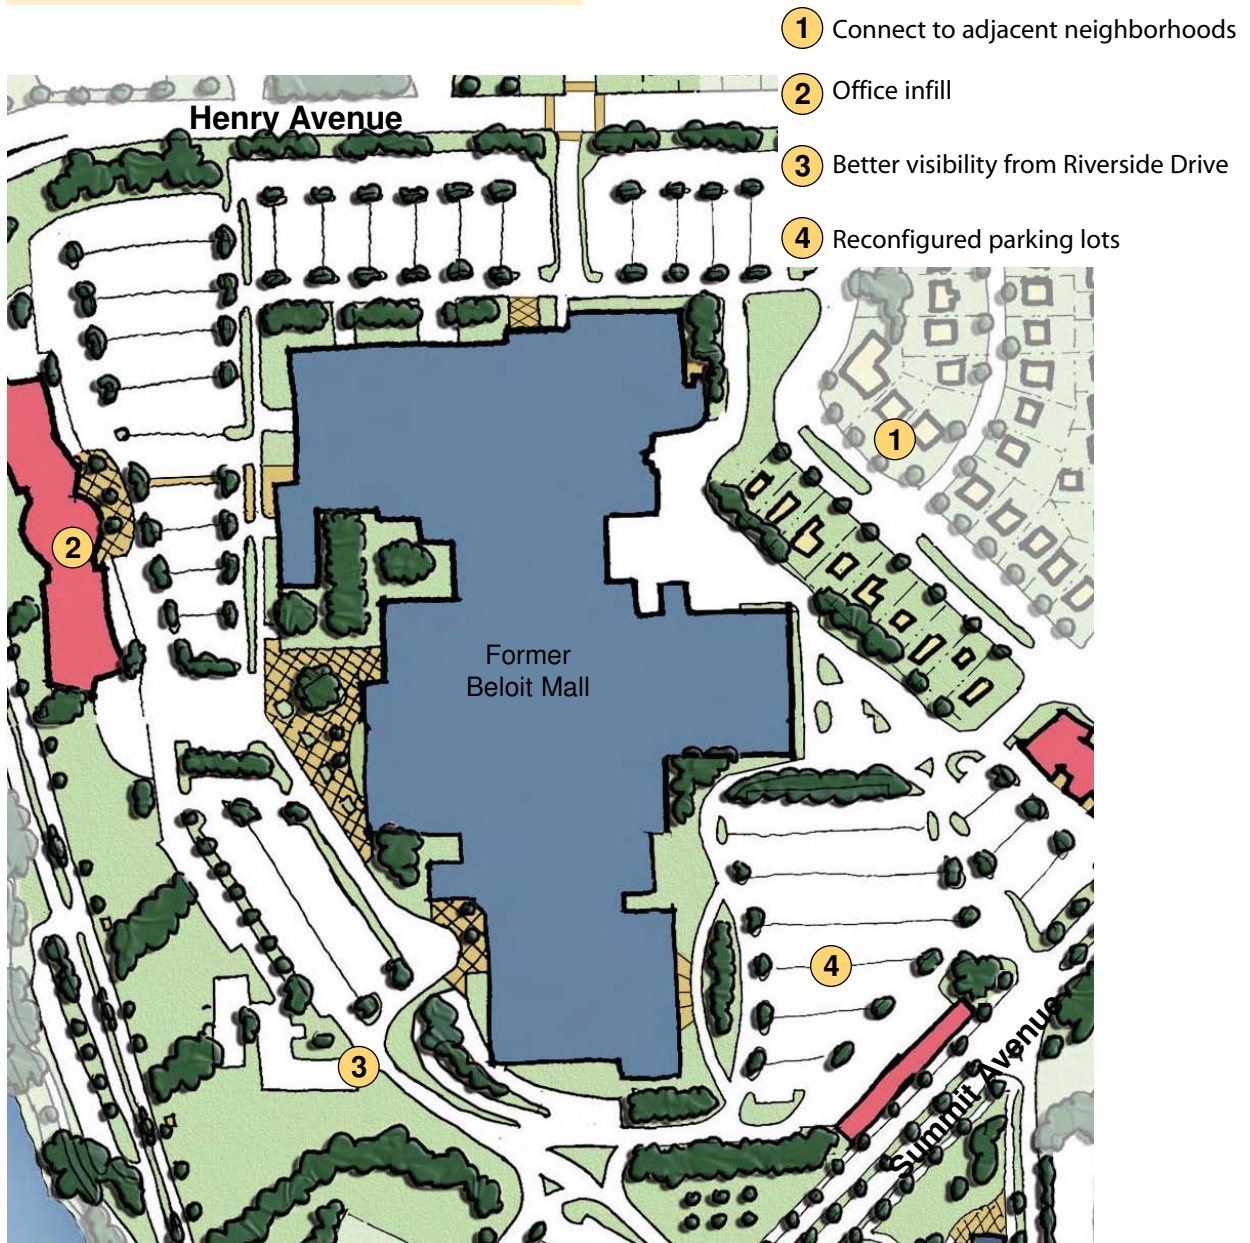 1 Connect to adjacent neighborhoods
2 Office infill
3 Better visibility from Riverside Drive
4 Reconfigured parking lots
Henry Avenue
1
2
Former
Beloit Mall
4
3
Summit Avenue